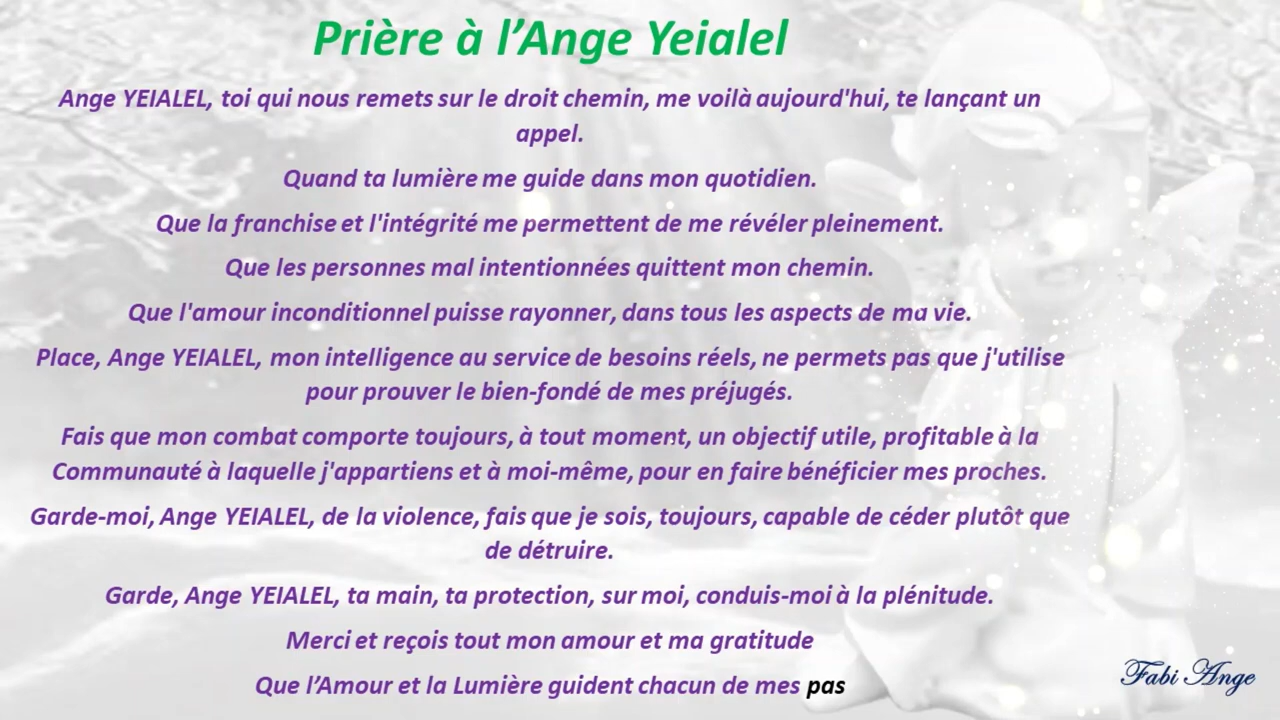 Prière à l’Ange Yeialel
Ange YEIALEL, toi qui nous remets sur le droit chemin, me voilà aujourd'hui, te lançant un
appel.
Quand ta lumière me guide dans mon quotidien.
Que la franchise et l'intégrité me permettent de me révéler pleinement.
Que les personnes mal intentionnées quittent mon chemin.
Que l'amour inconditionnel puisse rayonner, dans tous les aspects de ma vie.
Place, Ange YEIALEL, mon intelligence au service de besoins réels, ne permets pas que j'utilise
pour prouver le bien-fondé de mes préjugés.
Fais que mon combat comporte toujours, à tout moment, un objectif utile, profitable à la
Communauté à laquelle j'appartiens et à moi-même, pour en faire bénéficier mes proches.
Garde-moi, Ange YEIALEL, de la violence, fais que je sois, toujours, capable de céder plutôt que
de détruire.
Garde, Ange YEIALEL, ta main, ta protection, sur moi, conduis-moi à la plénitude.
Merci et reçois tout mon amour et ma gratitude
Que l’Amour et la Lumière guident chacun de mes pas
Fabi Ange